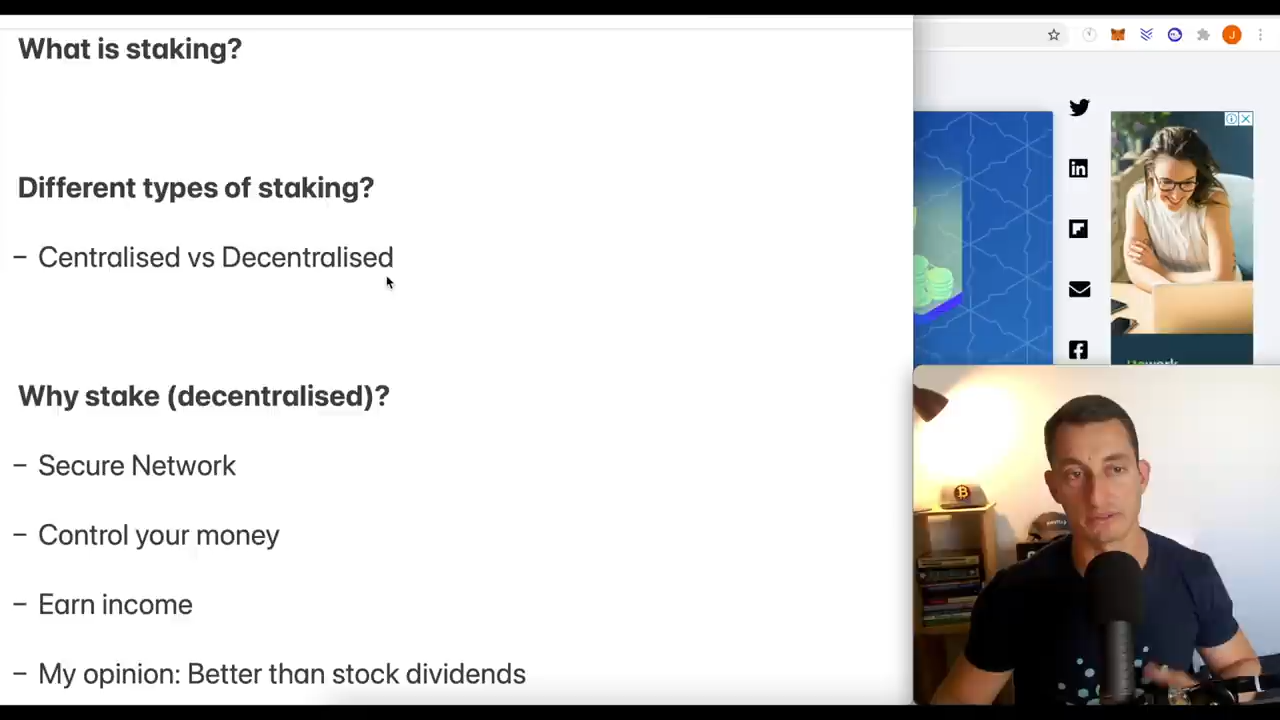 What is staking?
Different types of staking?
– Centralised vs Decentralised
Why stake (decentralised)?
– Secure Network
– Control your money
– Earn income
– My opinion: Better than stock dividends
in
J